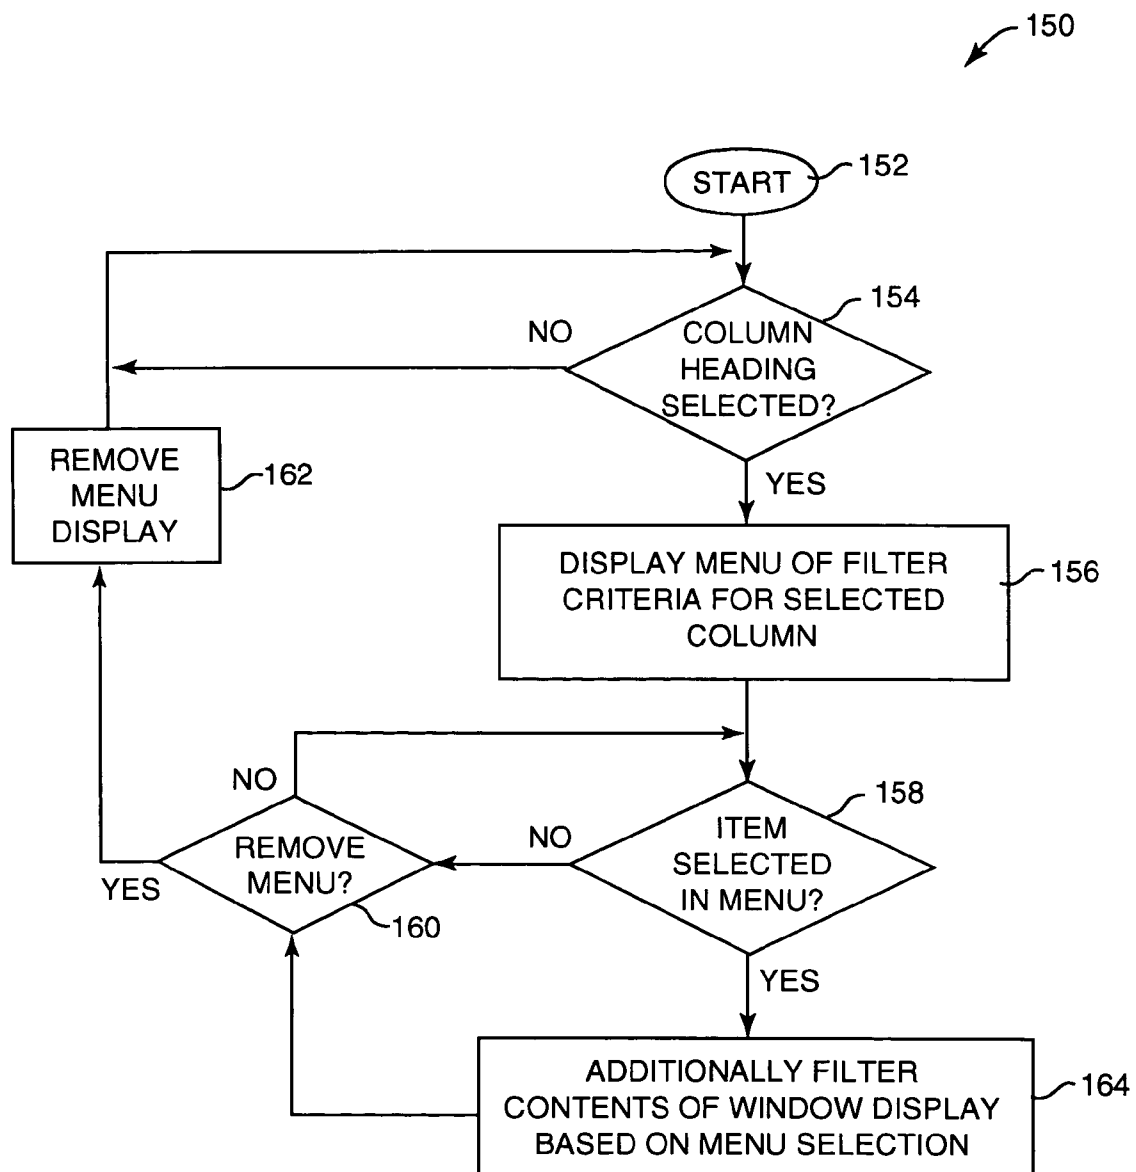 150
START
152
NO
COLUMN
HEADING
SELECTED?
154
REMOVE
MENU
DISPLAY
162
YES
DISPLAY MENU OF FILTER
CRITERIA FOR SELECTED
COLUMN
156
NO
REMOVE
MENU?
YES
160
NO
ITEM
SELECTED
IN MENU?
158
YES
ADDITIONALLY FILTER
CONTENTS OF WINDOW DISPLAY
BASED ON MENU SELECTION
164